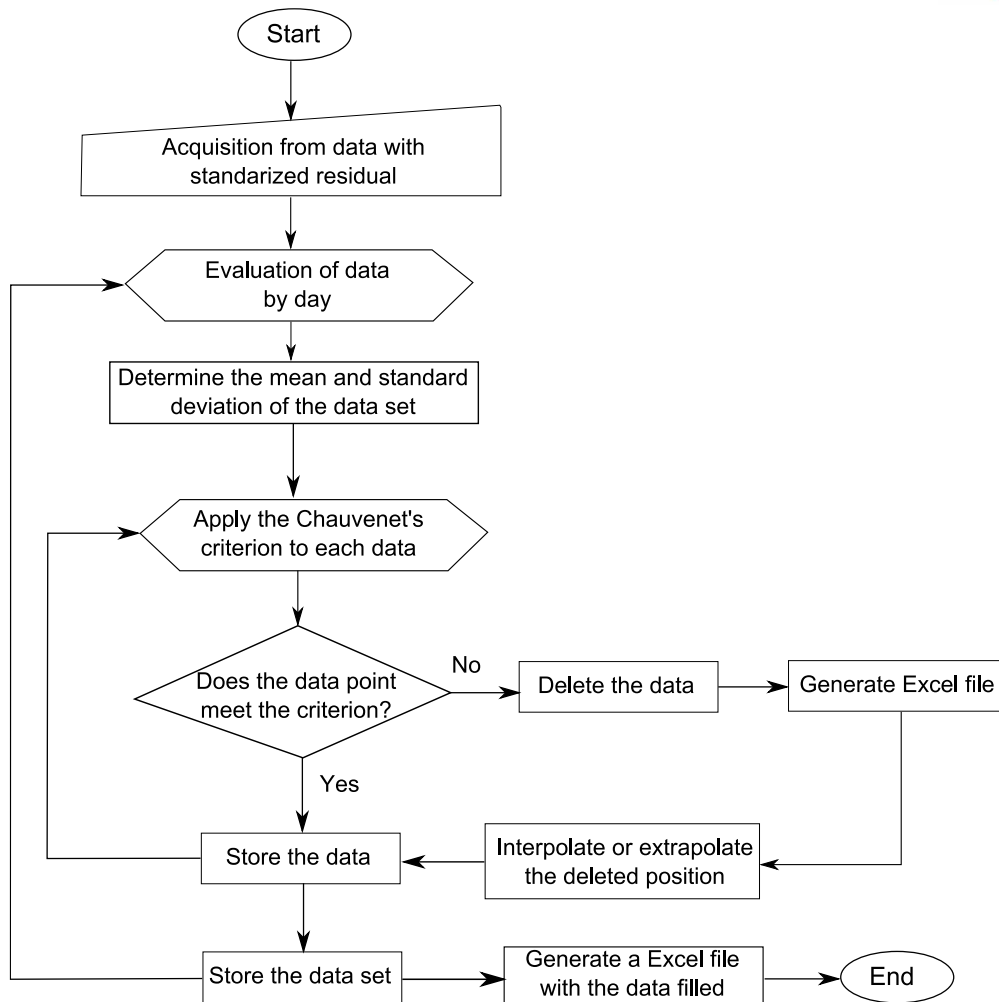 Start
Acquisition from data with
standarized residual
Evaluation of data
by day
Determine the mean and standard
deviation of the data set
Apply the Chauvenet's
criterion to each data
Does the data point
meet the criterion?
No
Delete the data
Generate Excel file
Yes
Store the data
Interpolate or extrapolate
the deleted position
Store the data set
Generate a Excel file
with the data filled
End